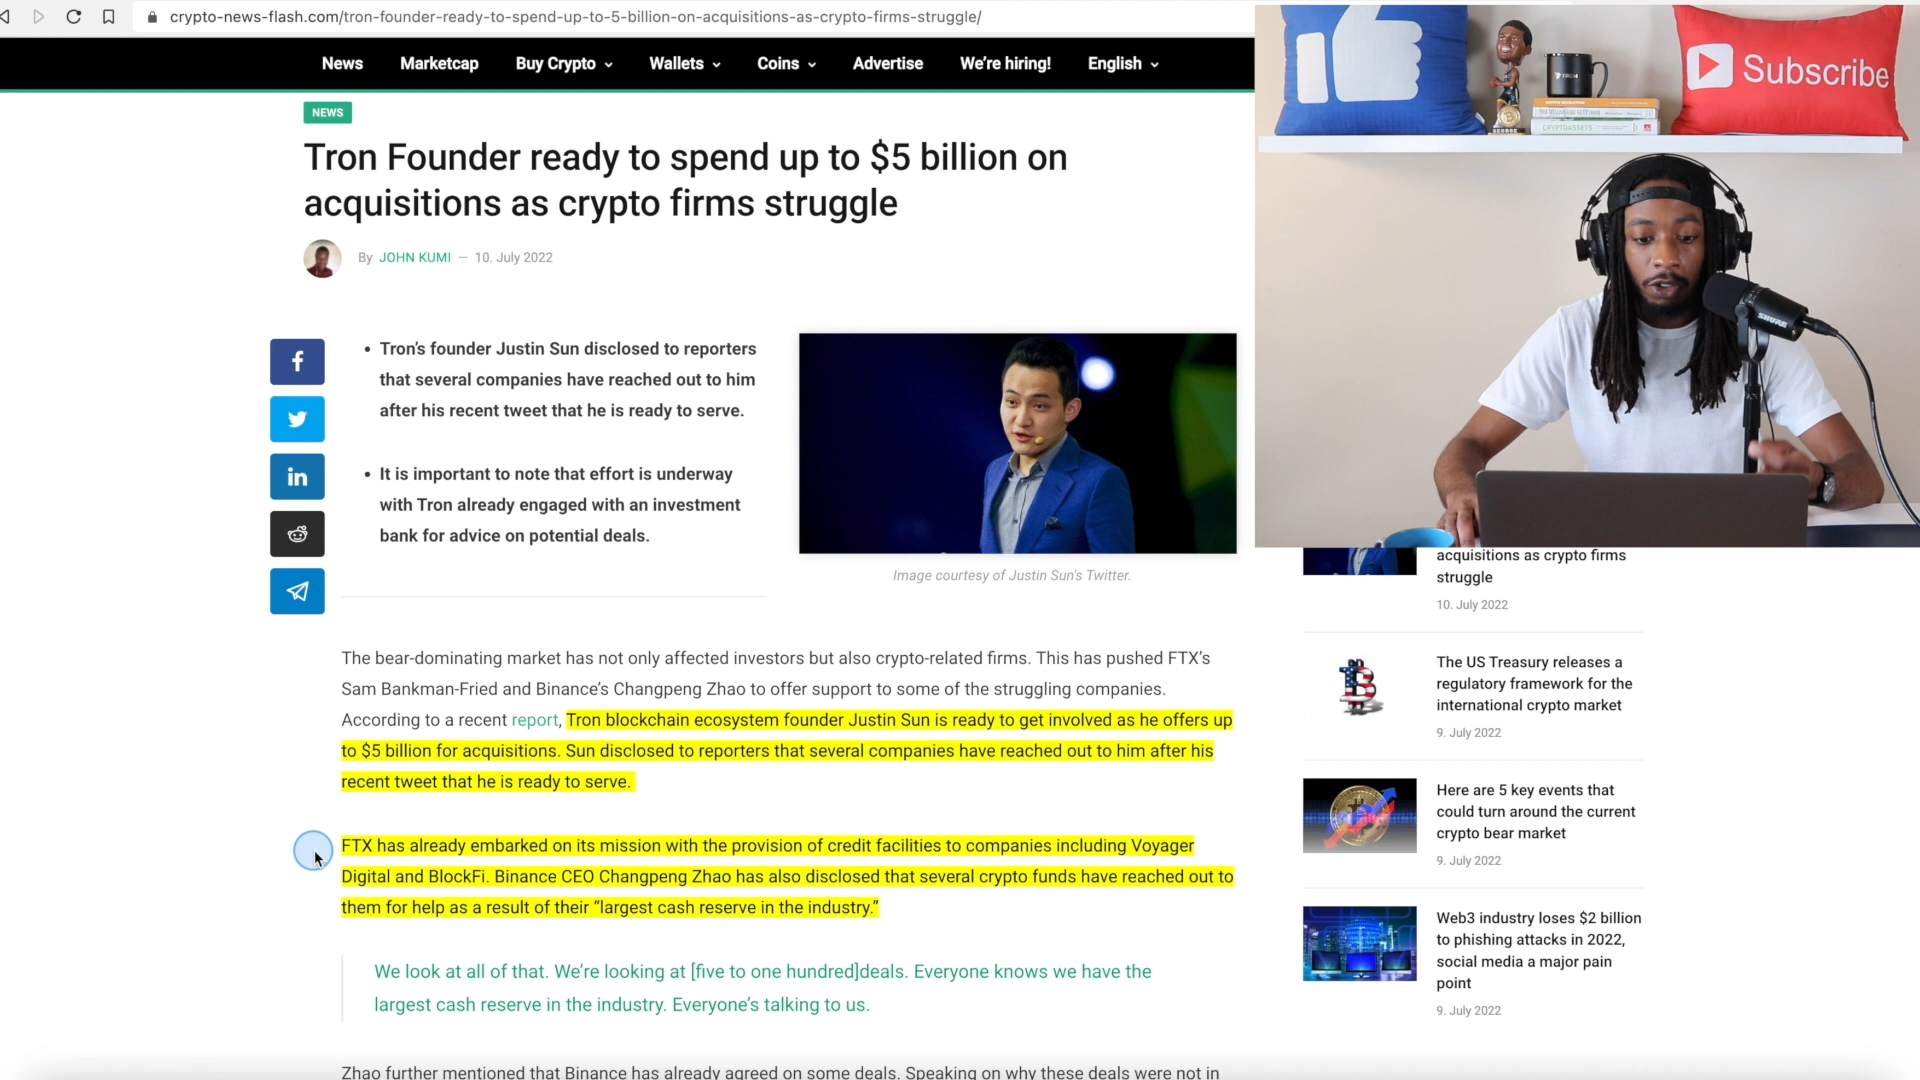 crypto-news-flash.com/tron-founder-ready-to-spend-up-to-5-billion-on-acquisitions-as-crypto-firms-struggle/
News Marketcap Buy Crypto Wallets Coins Advertise We're hiring! English
Subscribe
CRYPTOASSETS
NEWS
Tron Founder ready to spend up to $5 billion on
acquisitions as crypto firms struggle
By JOHN KUMI — 10. July 2022
SHURE
• Tron's founder Justin Sun disclosed to reporters
that several companies have reached out to him
after his recent tweet that he is ready to serve.
• It is important to note that effort is underway
with Tron already engaged with an investment
bank for advice on potential deals.
Image courtesy of Justin Sun's Twitter.
The bear-dominating market has not only affected investors but also crypto-related firms. This has pushed FTX's
Sam Bankman-Fried and Binance's Changpeng Zhao to offer support to some of the struggling companies.
According to a recent report, Tron blockchain ecosystem founder Justin Sun is ready to get involved as he offers up
to $5 billion for acquisitions. Sun disclosed to reporters that several companies have reached out to him after his
recent tweet that he is ready to serve.
FTX has already embarked on its mission with the provision of credit facilities to companies including Voyager
Digital and BlockFi. Binance CEO Changpeng Zhao has also disclosed that several crypto funds have reached out to
them for help as a result of their “largest cash reserve in the industry.”
We look at all of that. We're looking at [five to one hundred]deals. Everyone knows we have the
largest cash reserve in the industry. Everyone's talking to us.
Zhao further mentioned that Binance has already agreed on some deals. Speaking on why these deals were not in
acquisitions as crypto firms
struggle
10. July 2022
The US Treasury releases a
regulatory framework for the
international crypto market
9. July 2022
Here are 5 key events that
could turn around the current
crypto bear market
9. July 2022
Web3 industry loses $2 billion
to phishing attacks in 2022,
social media a major pain
point
9. July 2022